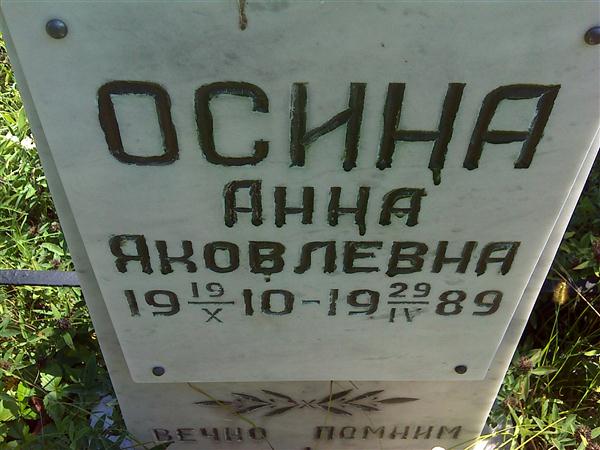 ОСИНА
АННА
ЯКОВЛЕВНА
19 19/X 10-19 29/IV 89
ВЕЧНО ПОМНИМ